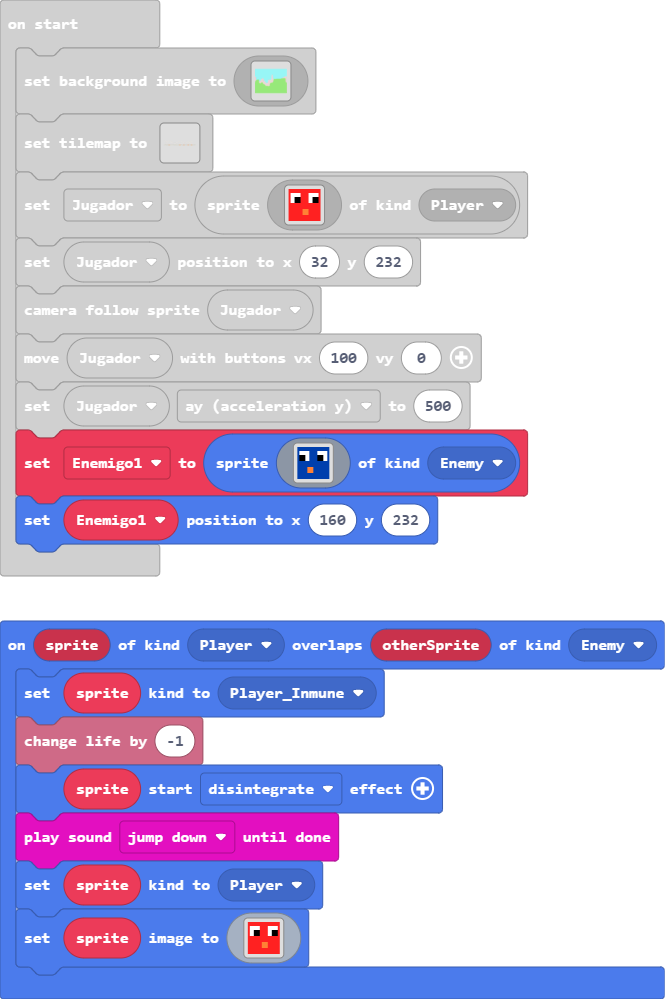 on start
set background image to
set tilemap to
set Jugador to sprite of kind Player
set Jugador position to x 32 y 232
camera follow sprite Jugador
move Jugador with buttons vx 100 vy 0
set Jugador ay (acceleration y) to 500
set Enemigo1 to sprite of kind Enemy
set Enemigo1 position to x 160 y 232
on sprite of kind Player overlaps otherSprite of kind Enemy
set sprite kind to Player_Inmune
change life by -1
sprite start disintegrate effect
play sound jump down until done
set sprite kind to Player
set sprite image to